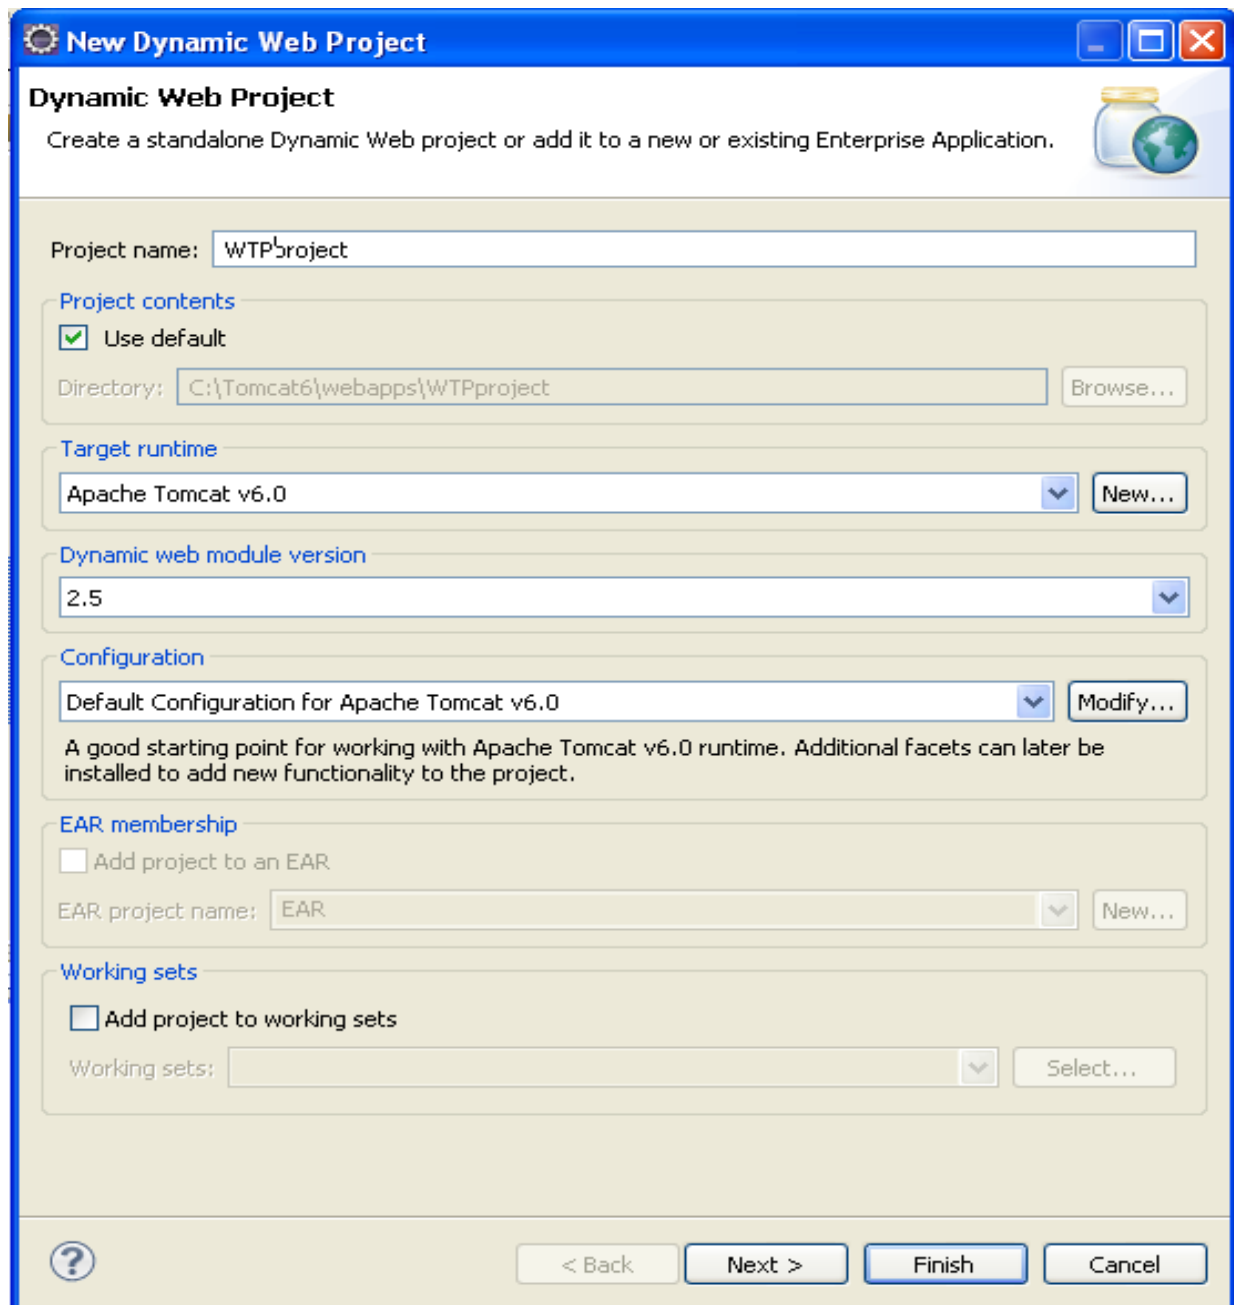 New Dynamic Web Project
Dynamic Web Project
Create a standalone Dynamic Web project or add it to a new or existing Enterprise Application.
Project name: WTPproject
Project contents
Use default
Directory: C:\Tomcat6\webapps\WTPproject Browse...
Target runtime
Apache Tomcat v6.0 New...
Dynamic web module version
2.5
Configuration
Default Configuration for Apache Tomcat v6.0 Modify...
A good starting point for working with Apache Tomcat v6.0 runtime. Additional facets can later be
installed to add new functionality to the project.
EAR membership
Add project to an EAR
EAR project name: EAR New...
Working sets
Add project to working sets
Working sets: Select...
? < Back Next > Finish Cancel